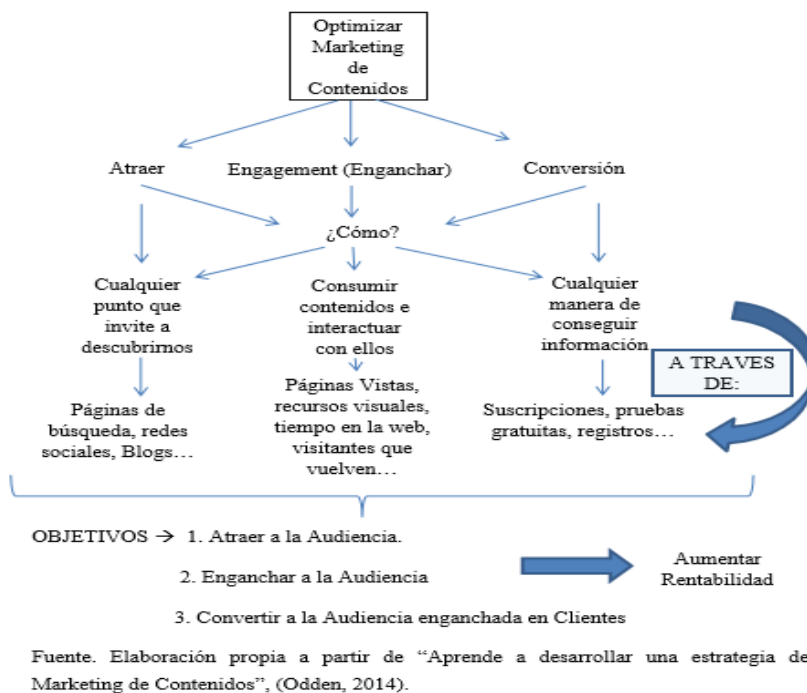 Optimizar
Marketing
de
Contenidos
Atraer
Engagement (Enganchar)
Conversión
¿Cómo?
Cualquier
punto que
invite a
descubrirnos
Consumir
contenidos e
interactuar
con ellos
Cualquier
manera de
conseguir
información
A TRAVES
DE:
Páginas de
búsqueda, redes
sociales, Blogs…
Páginas Vistas,
recursos visuales,
tiempo en la web,
visitantes que
vuelven…
Suscripciones, pruebas
gratuitas, registros…
OBJETIVOS → 1. Atraer a la Audiencia.
2. Enganchar a la Audiencia
3. Convertir a la Audiencia enganchada en Clientes
Aumentar
Rentabilidad
Fuente. Elaboración propia a partir de “Aprende a desarrollar una estrategia de
Marketing de Contenidos”, (Odden, 2014).